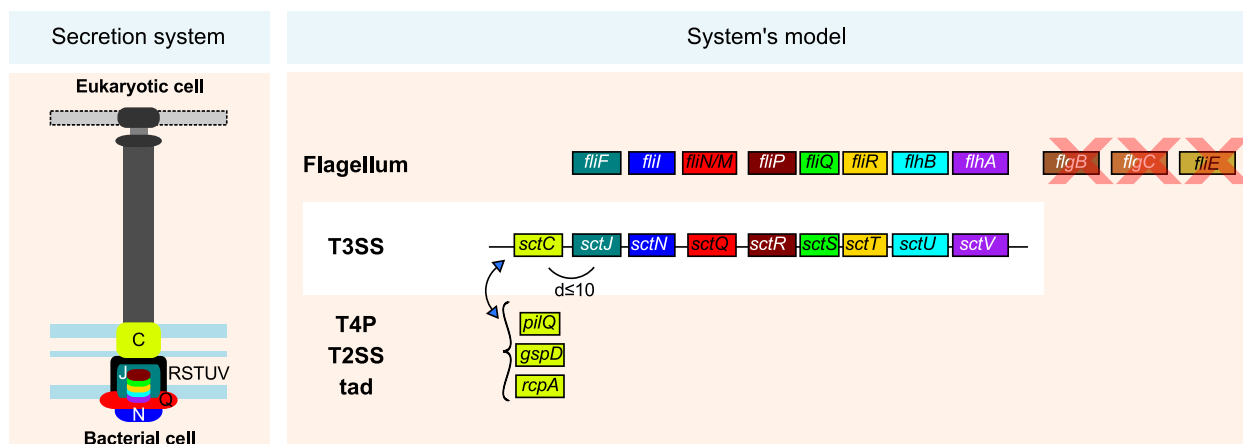 Secretion system
System's model
Eukaryotic cell
C
J
RSTUV
Q
N
Bacterial cell
Flagellum fliF fliI fliN/M fliP fliQ fliR flhB flhA flgB flgC fliE
T3SS sctC sctJ sctN sctQ sctR sctS sctT sctU sctV
d≤10
T4P pilQ
T2SS gspD
tad rcpA